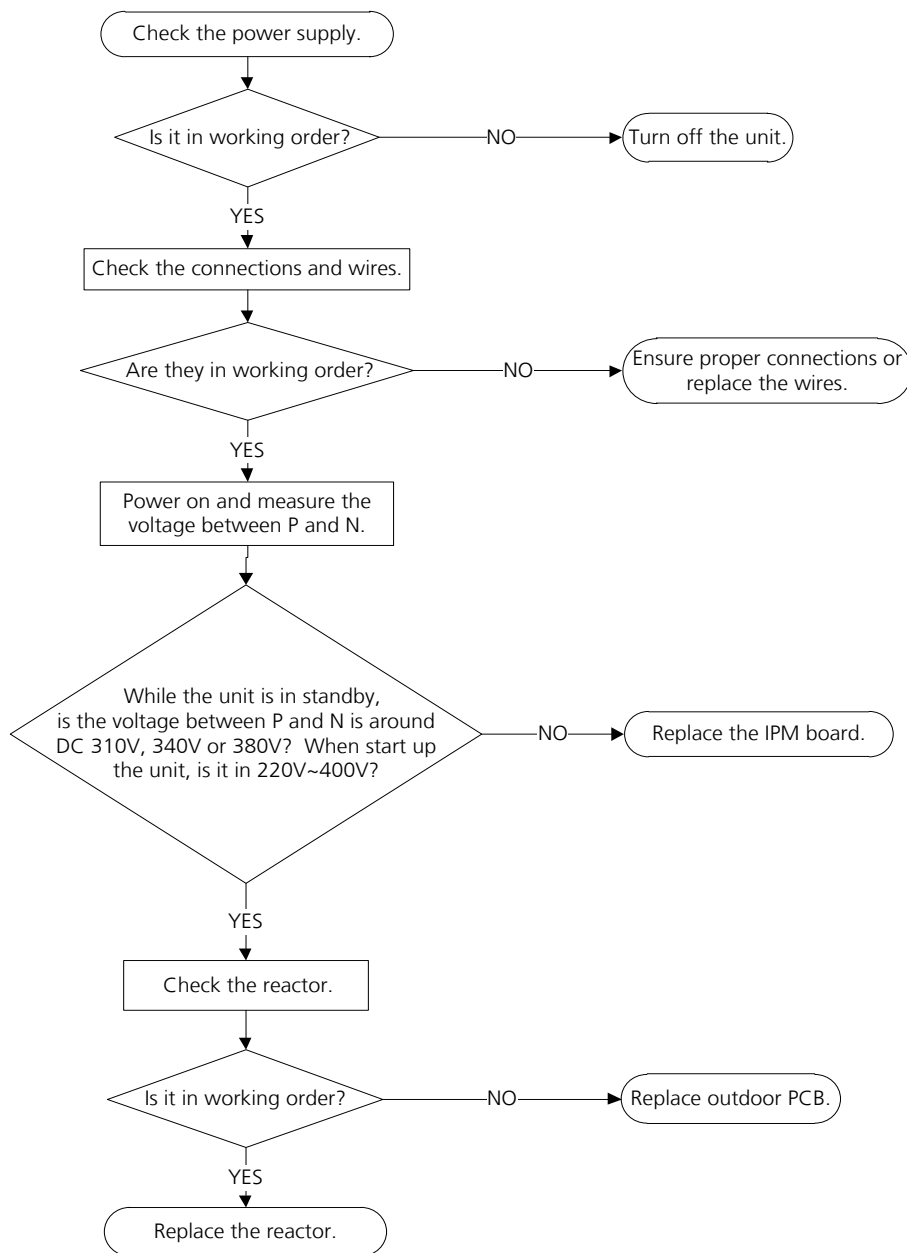 Check the power supply.
Is it in working order?
NO
Turn off the unit.
YES
Check the connections and wires.
Are they in working order?
NO
Ensure proper connections or
replace the wires.
YES
Power on and measure the
voltage between P and N.
While the unit is in standby,
is the voltage between P and N is around
DC 310V, 340V or 380V? When start up
the unit, is it in 220V~400V?
NO
Replace the IPM board.
YES
Check the reactor.
Is it in working order?
NO
Replace outdoor PCB.
YES
Replace the reactor.